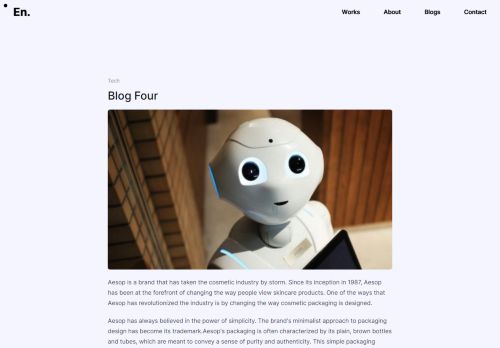 En.
Works
About
Blogs
Contact
Tech
Blog Four
Aesop is a brand that has taken the cosmetic industry by storm. Since its inception in 1987, Aesop
has been at the forefront of changing the way people view skincare products. One of the ways that
Aesop has revolutionized the industry is by changing the way cosmetic packaging is designed.
Aesop has always believed in the power of simplicity. The brand's minimalist approach to packaging
design has become its trademark.Aesop's packaging is often characterized by its plain, brown bottles
and tubes, which are meant to convey a sense of purity and authenticity. This simple packaging